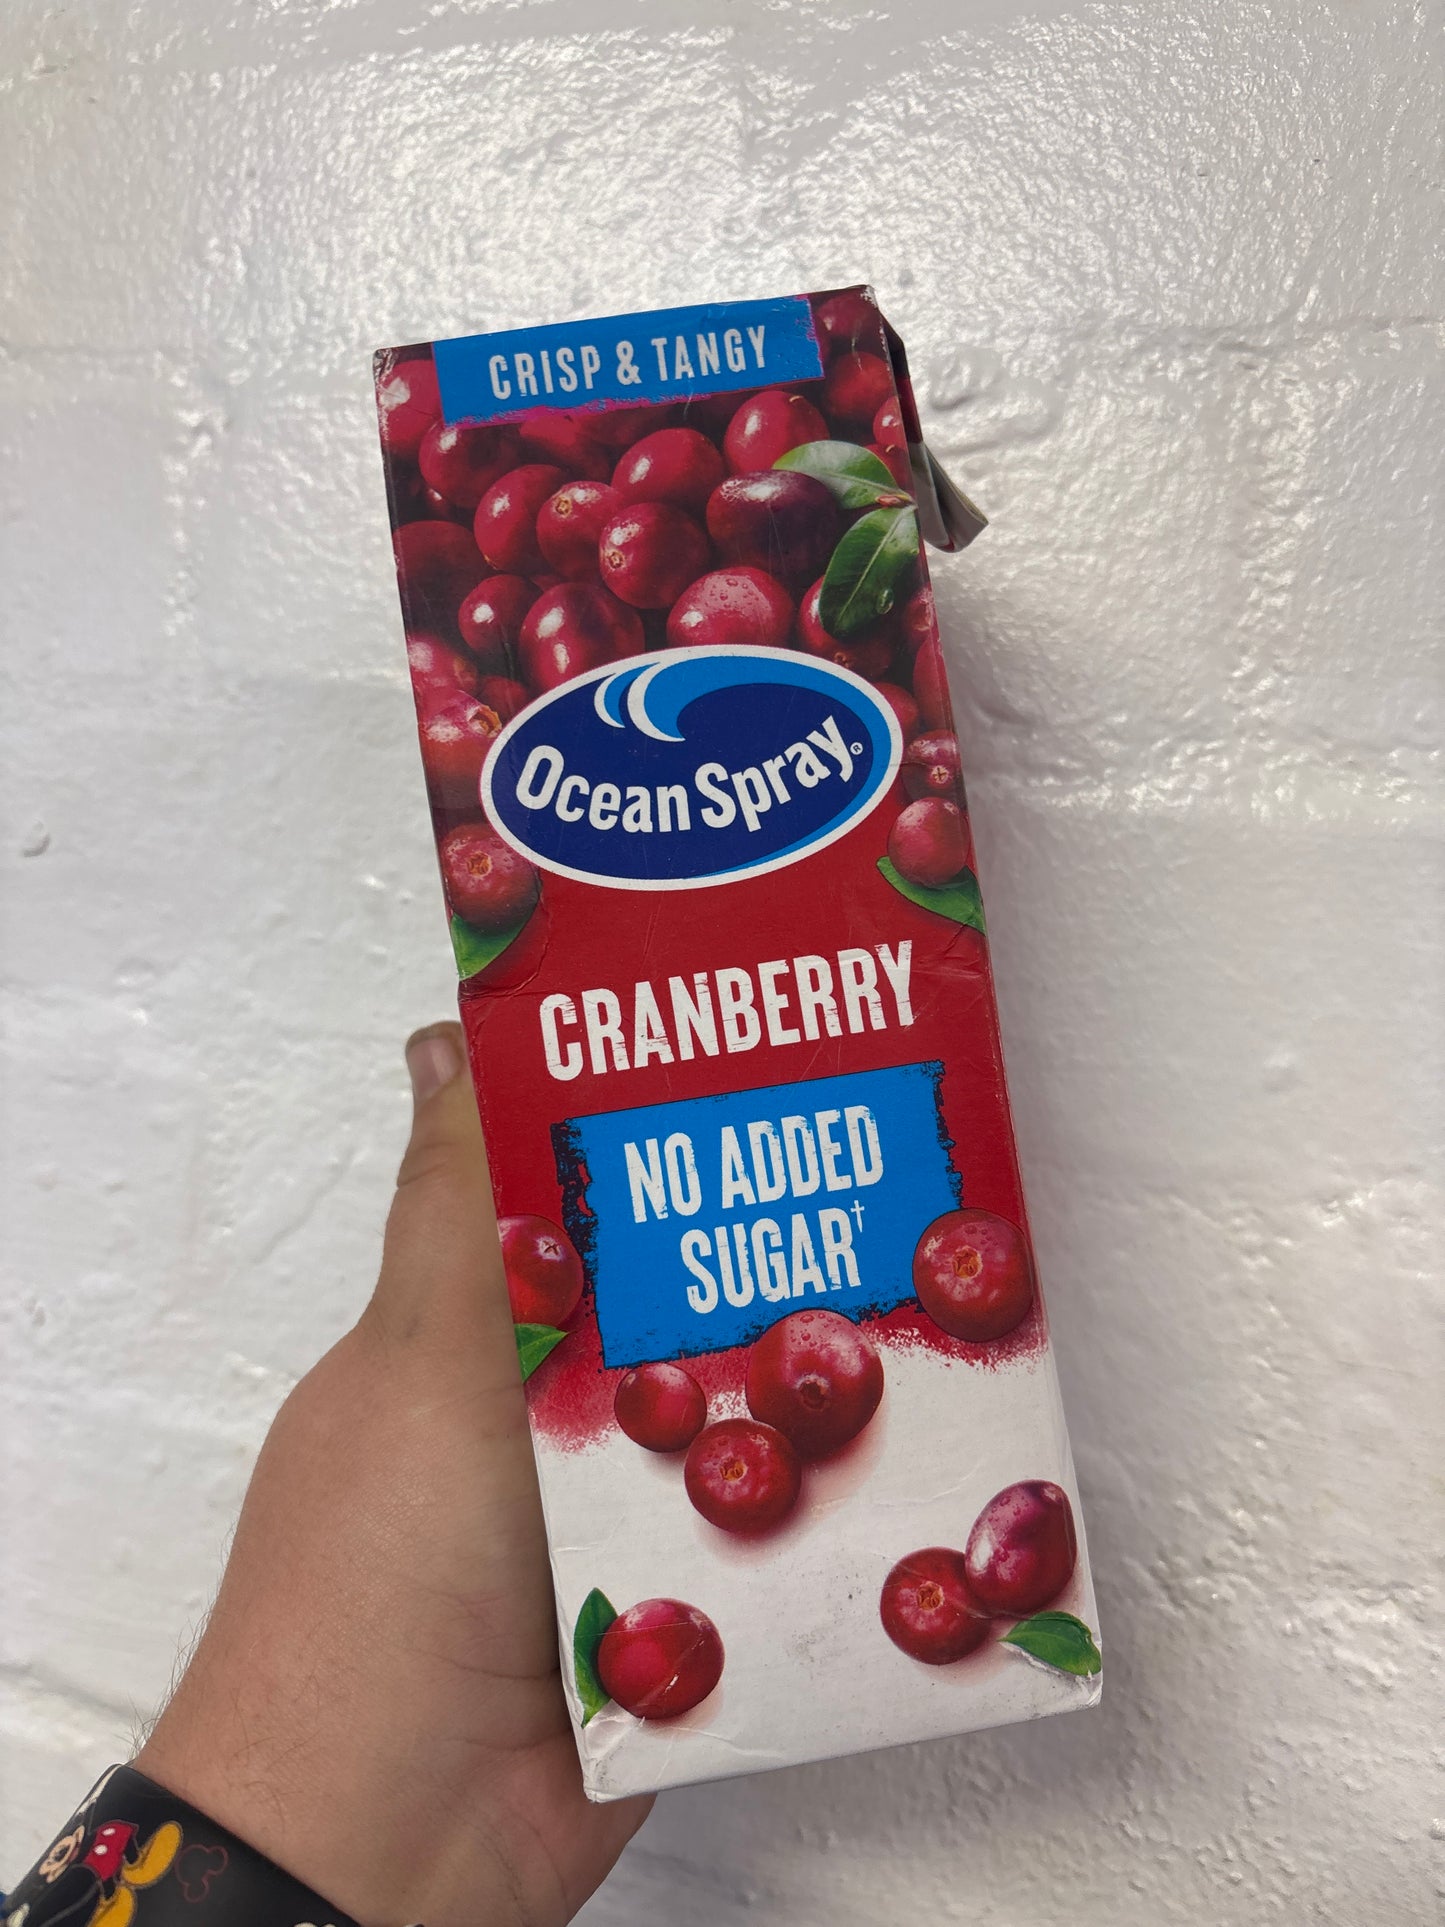 CRISP & TANGY
Ocean Spray®
CRANBERRY
NO ADDED
SUGAR†